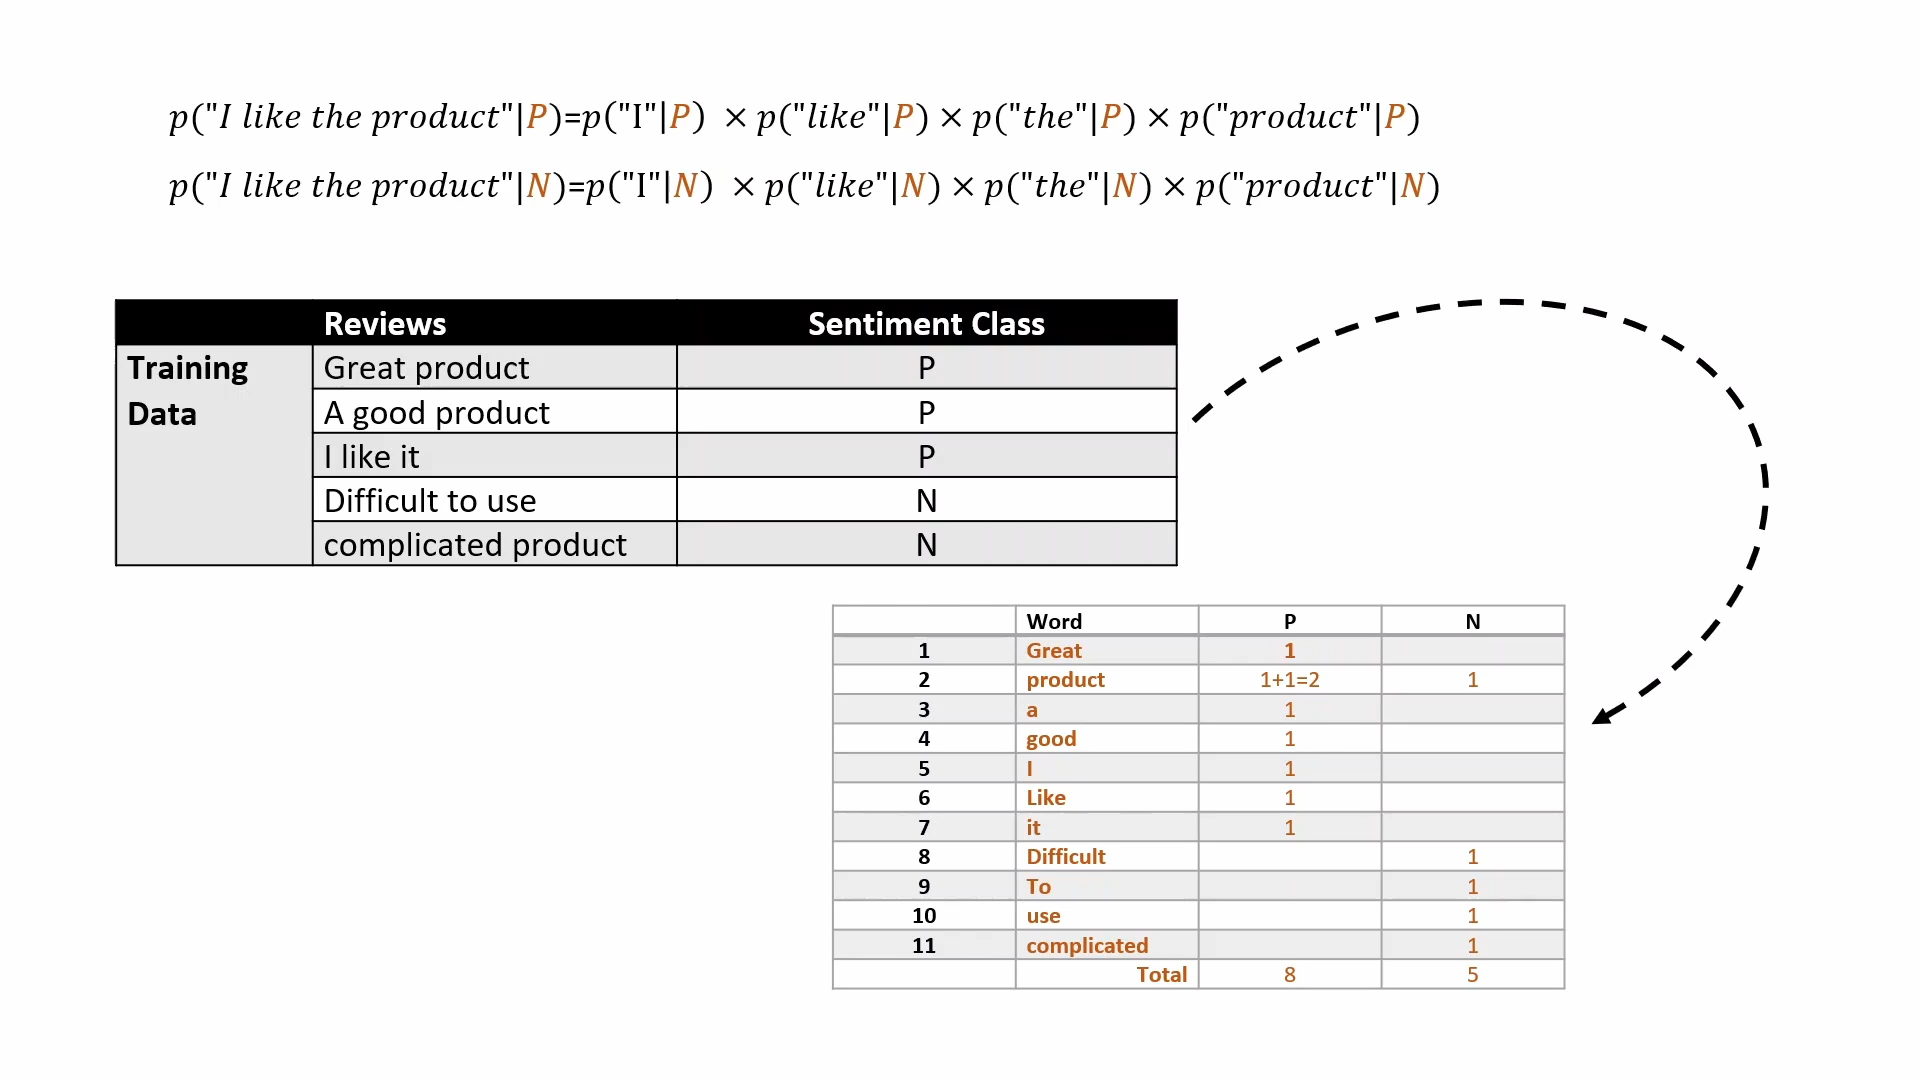 p("I like the product"|P)=p("I"|P) × p("like"|P) × p("the"|P) × p("product"|P)
p("I like the product"|N)=p("I"|N) × p("like"|N) × p("the"|N) × p("product"|N)
Reviews Sentiment Class
Training Data Great product P
A good product P
I like it P
Difficult to use N
complicated product N
Word P N
1 Great 1
2 product 1+1=2 1
3 a 1
4 good 1
5 I 1
6 Like 1
7 it 1
8 Difficult 1
9 To 1
10 use 1
11 complicated 1
Total 8 5